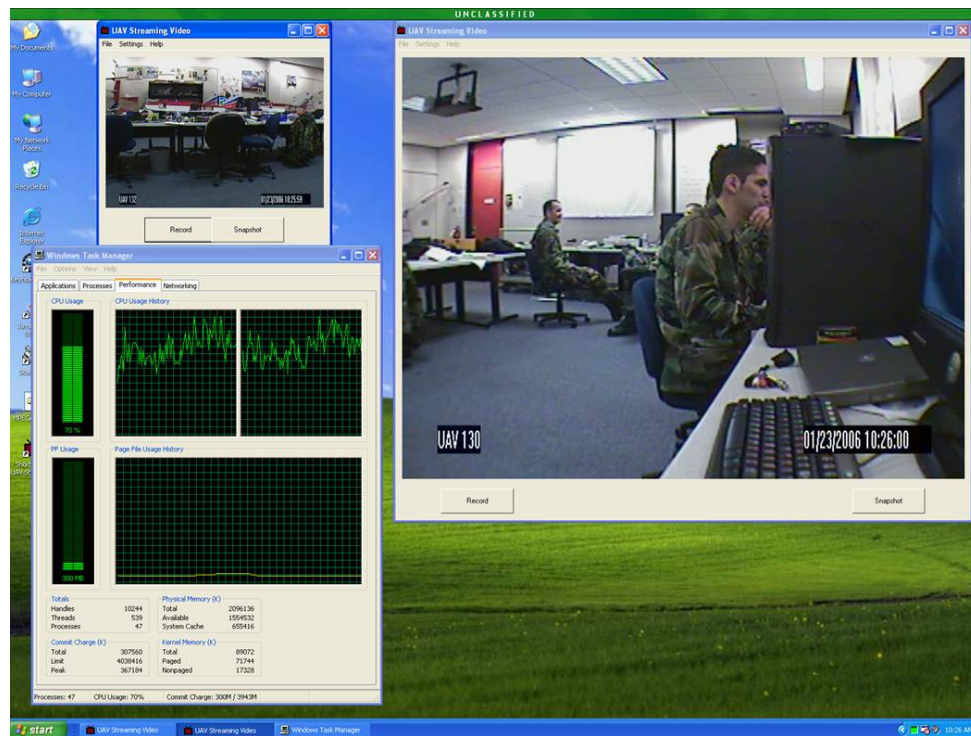 UNCLASSIFIED
My Documents
My Computer
My Network
Places
Recycle Bin
Internet
Explorer
UAV Streaming Video
File Settings Help
UAV 132
01/23/2006 10:25:59
Record Snapshot
UAV Streaming Video
File Settings Help
UAV 130
01/23/2006 10:26:00
Record Snapshot
Windows Task Manager
File Options View Help
Applications Processes Performance Networking
CPU Usage CPU Usage History
70 %
PF Usage Page File Usage History
300 MB
Totals
Handles 10244
Threads 539
Processes 47
Physical Memory (K)
Total 2096136
Available 1554532
System Cache 655416
Commit Charge (K)
Total 307560
Limit 4038416
Peak 367184
Kernel Memory (K)
Total 89072
Paged 71744
Nonpaged 17328
Processes: 47 CPU Usage: 70% Commit Charge: 300M / 3943M
start UAV Streaming Video UAV Streaming Video Windows Task Manager 10:26 AM